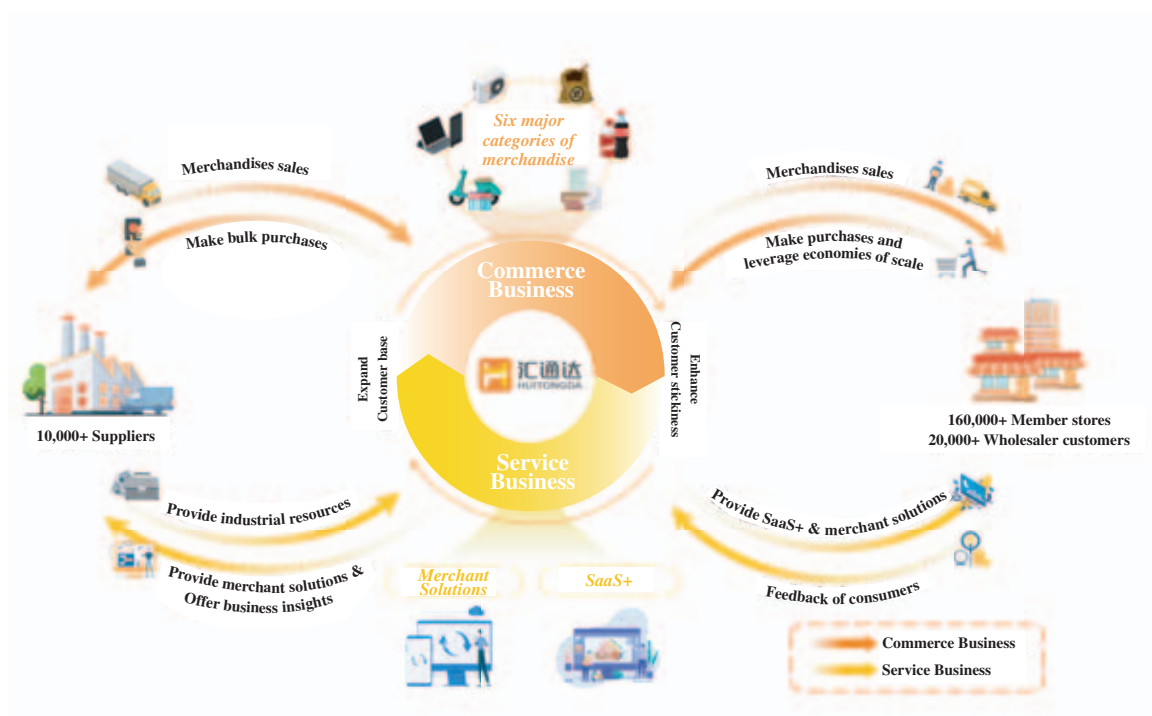 Six major
categories of
merchandise
Merchandises sales
Make bulk purchases
Merchandises sales
Make purchases and
leverage economies of scale
Commerce
Business
Expand
Customer base
汇通达
HUITONGDA
Enhance
Customer stickiness
10,000+ Suppliers
160,000+ Member stores
20,000+ Wholesaler customers
Service
Business
Provide industrial resources
Provide merchant solutions &
Offer business insights
Provide SaaS+ & merchant solutions
Feedback of consumers
Merchant
Solutions
SaaS+
Commerce Business
Service Business